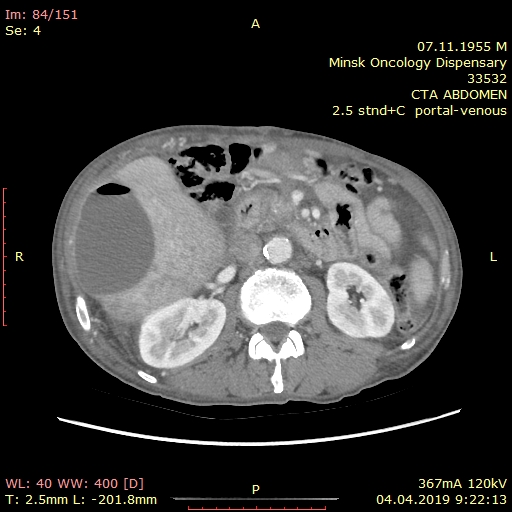 Im: 84/151
Se: 4
A
07.11.1955 M
Minsk Oncology Dispensary
33532
CTA ABDOMEN
2.5 stnd+C portal-venous
R
L
WL: 40 WW: 400 [D]
T: 2.5mm L: -201.8mm
P
367mA 120kV
04.04.2019 9:22:13